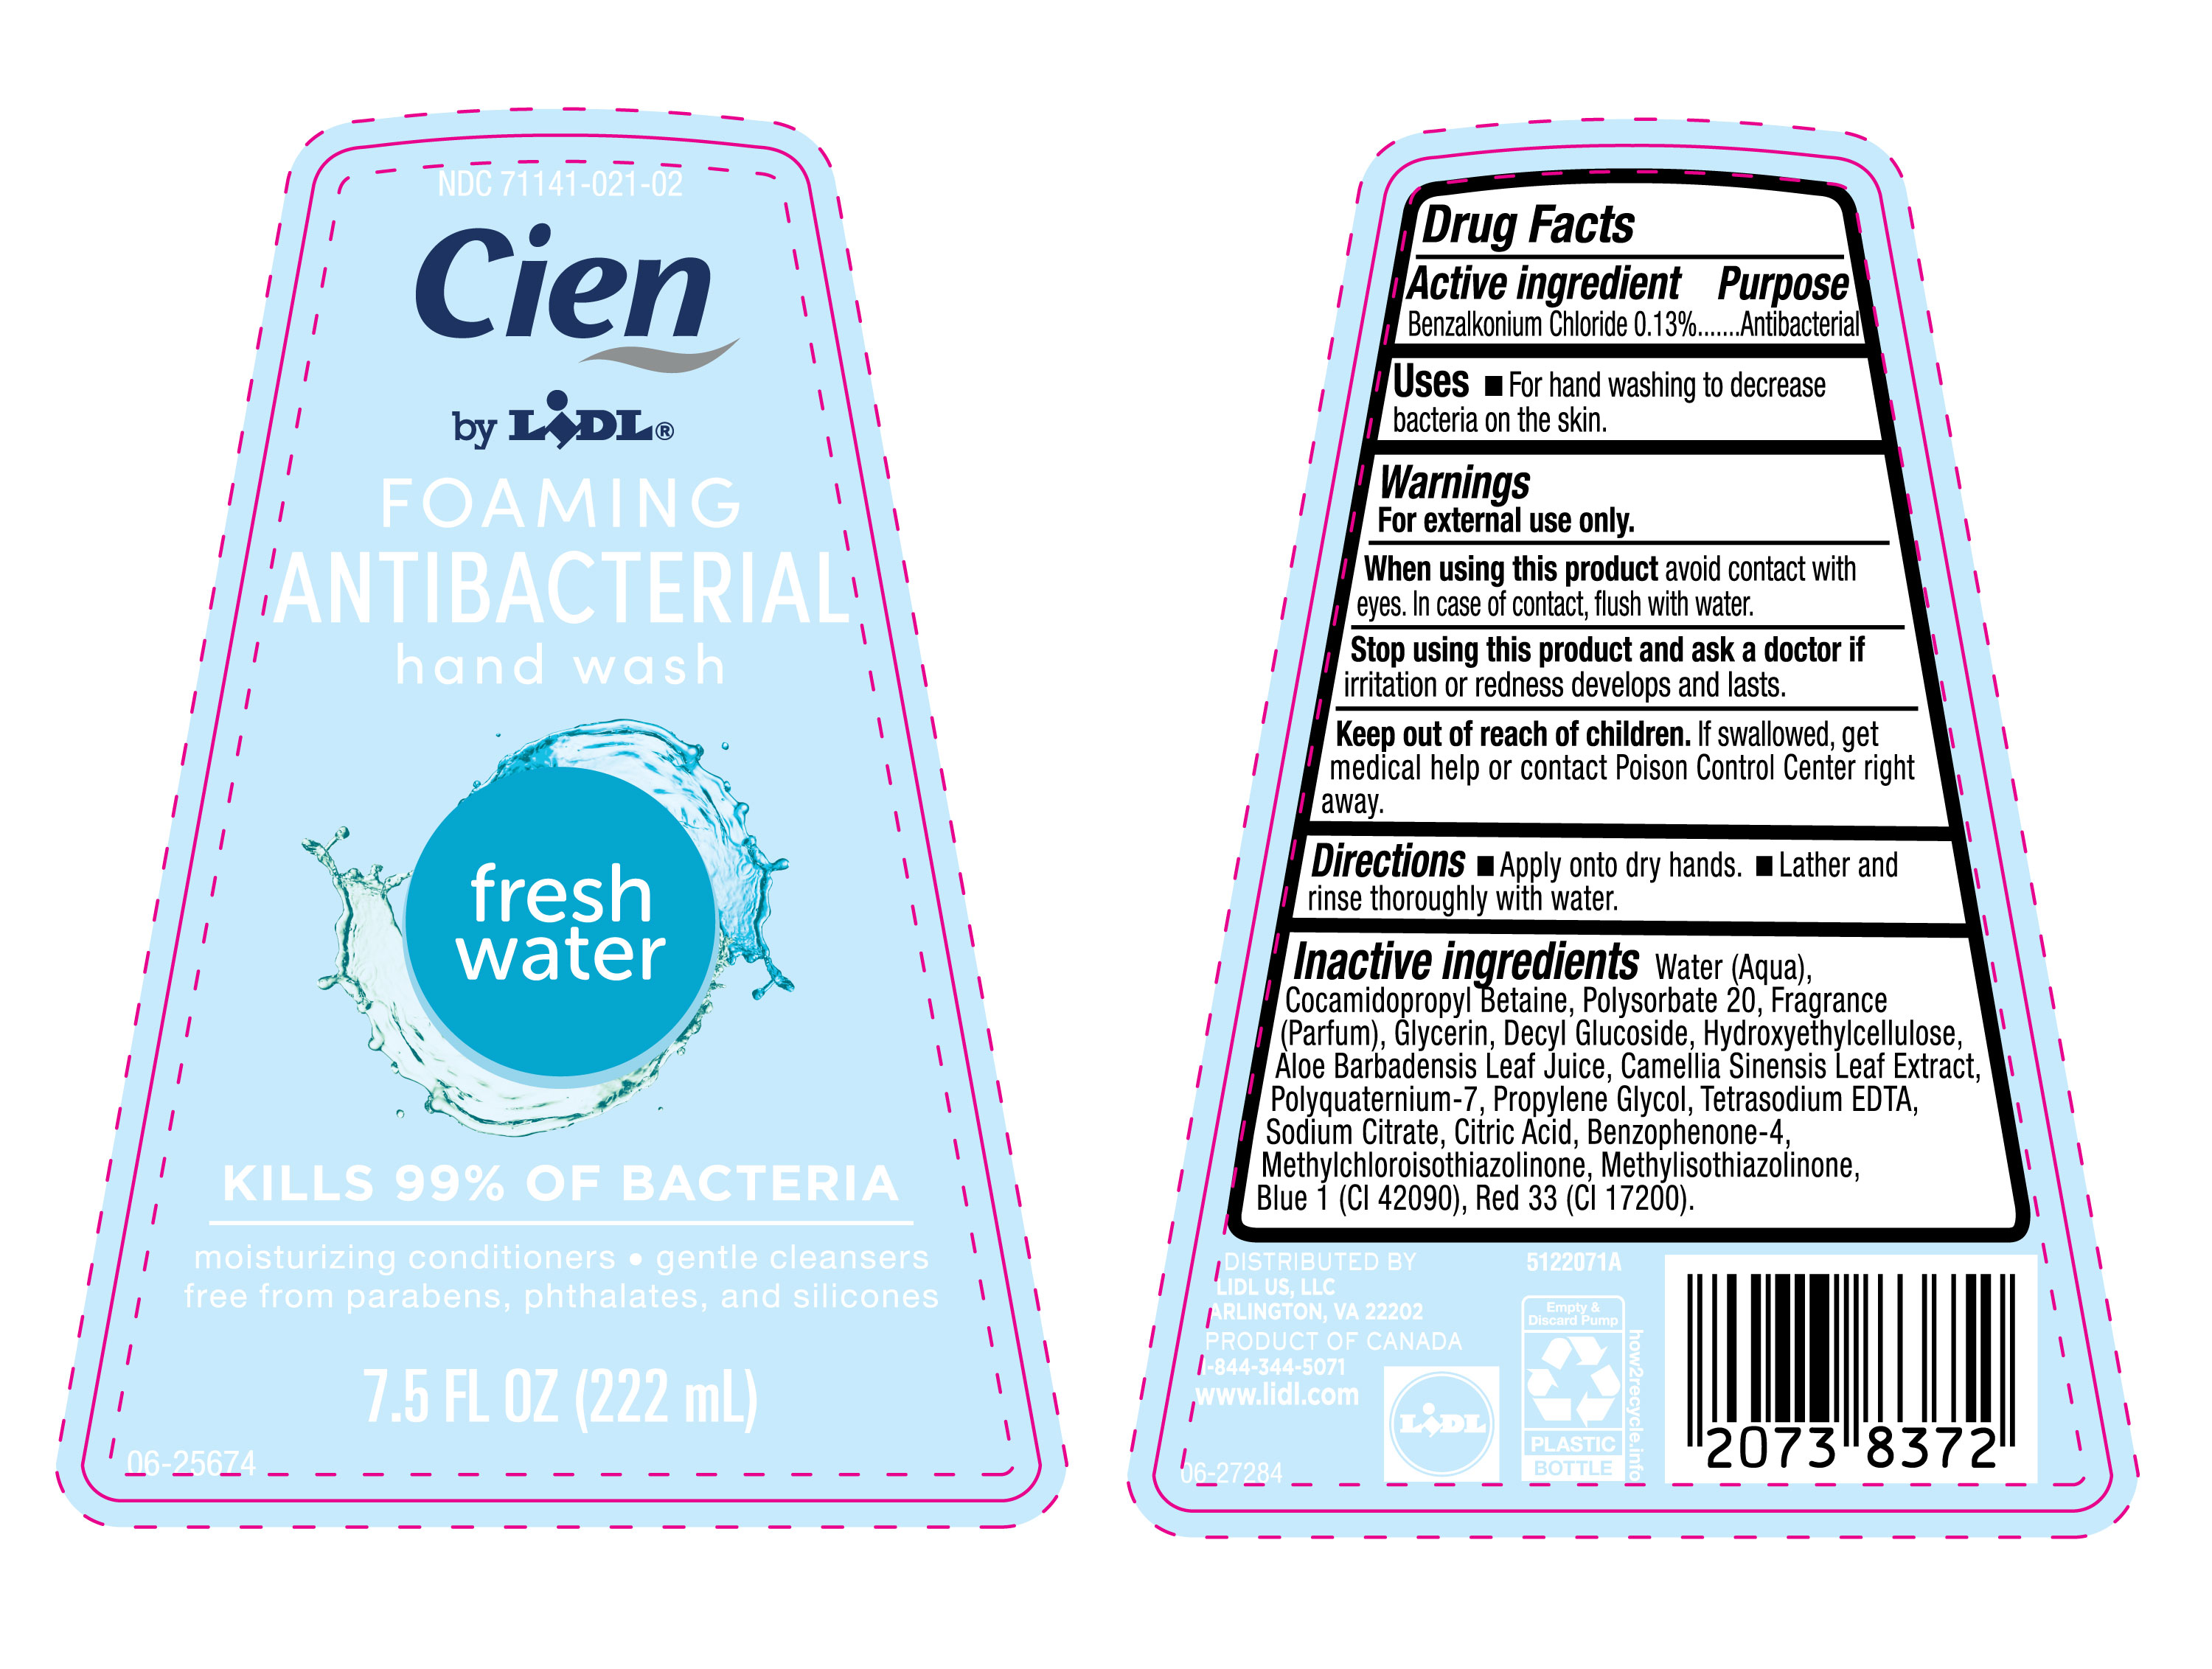 NDC 71141-021-02
Cien
by LiDL®
FOAMING
ANTIBACTERIAL
hand wash
fresh
water
KILLS 99% OF BACTERIA
moisturizing conditioners • gentle cleansers
free from parabens, phthalates, and silicones
7.5 FL OZ (222 mL)
06-25674
Drug Facts
Active ingredient Purpose
Benzalkonium Chloride 0.13%.......Antibacterial
Uses ■ For hand washing to decrease
bacteria on the skin.
Warnings
For external use only.
When using this product avoid contact with
eyes. In case of contact, flush with water.
Stop using this product and ask a doctor if
irritation or redness develops and lasts.
Keep out of reach of children. If swallowed, get
medical help or contact Poison Control Center right
away.
Directions ■ Apply onto dry hands. ■ Lather and
rinse thoroughly with water.
Inactive ingredients Water (Aqua),
Cocamidopropyl Betaine, Polysorbate 20, Fragrance
(Parfum), Glycerin, Decyl Glucoside, Hydroxyethylcellulose,
Aloe Barbadensis Leaf Juice, Camellia Sinensis Leaf Extract,
Polyquaternium-7, Propylene Glycol, Tetrasodium EDTA,
Sodium Citrate, Citric Acid, Benzophenone-4,
Methylchloroisothiazolinone, Methylisothiazolinone,
Blue 1 (CI 42090), Red 33 (CI 17200).
DISTRIBUTED BY
LIDL US, LLC
ARLINGTON, VA 22202
PRODUCT OF CANADA
1-844-344-5071
www.lidl.com
06-27284
LiDL
5122071A
Empty &
Discard Pump
PLASTIC
BOTTLE
how2recycle.info
2073 8372